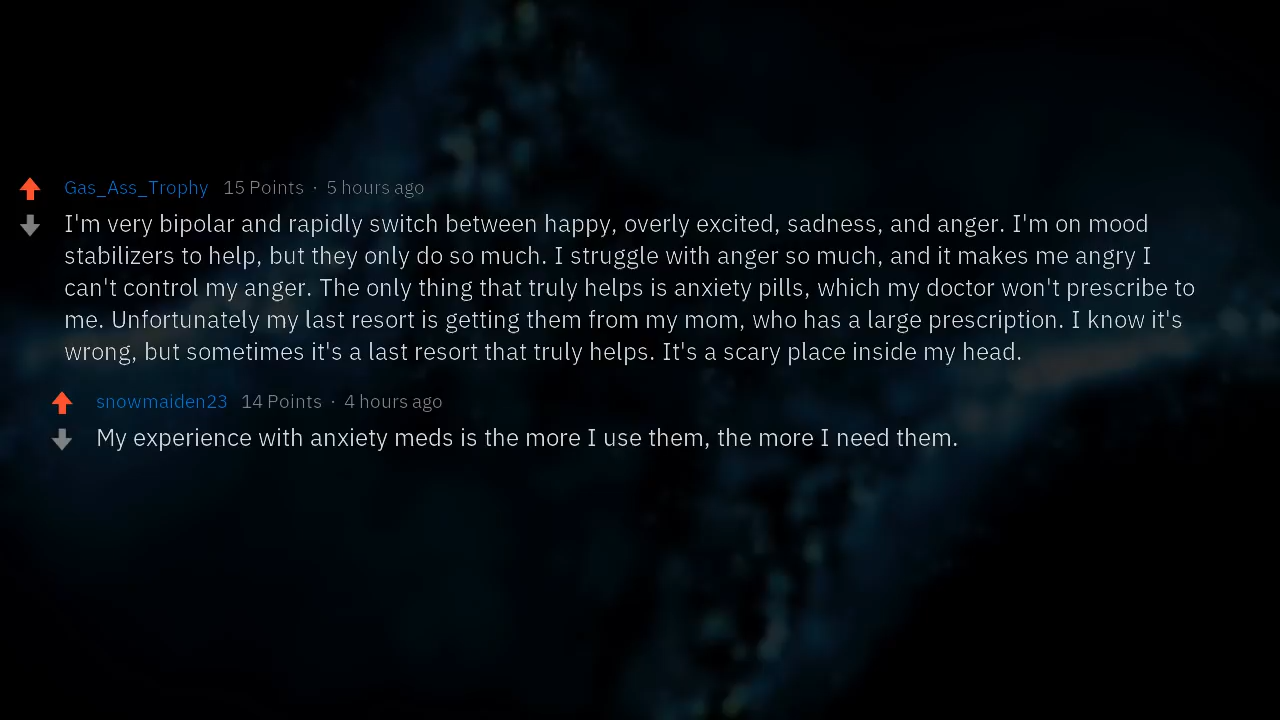 Gas_Ass_Trophy 15 Points · 5 hours ago
I'm very bipolar and rapidly switch between happy, overly excited, sadness, and anger. I'm on mood
stabilizers to help, but they only do so much. I struggle with anger so much, and it makes me angry I
can't control my anger. The only thing that truly helps is anxiety pills, which my doctor won't prescribe to
me. Unfortunately my last resort is getting them from my mom, who has a large prescription. I know it's
wrong, but sometimes it's a last resort that truly helps. It's a scary place inside my head.
snowmaiden23 14 Points · 4 hours ago
My experience with anxiety meds is the more I use them, the more I need them.